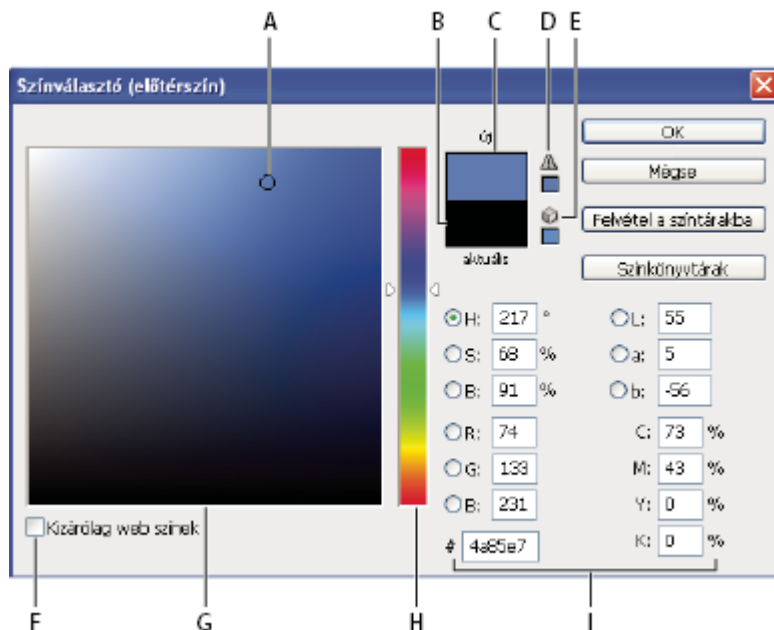 A B C D E
Színválasztó (előtérszín)
új
OK
Mégse
Felvétel a színtárakba
Színkönyvtárak
aktuális
H: 217 °
S: 68 %
B: 91 %
R: 74
G: 133
B: 231
# 4a85e7
L: 55
a: 5
b: -56
C: 73 %
M: 43 %
Y: 0 %
K: 0 %
Kizárólag web színek
F G H I